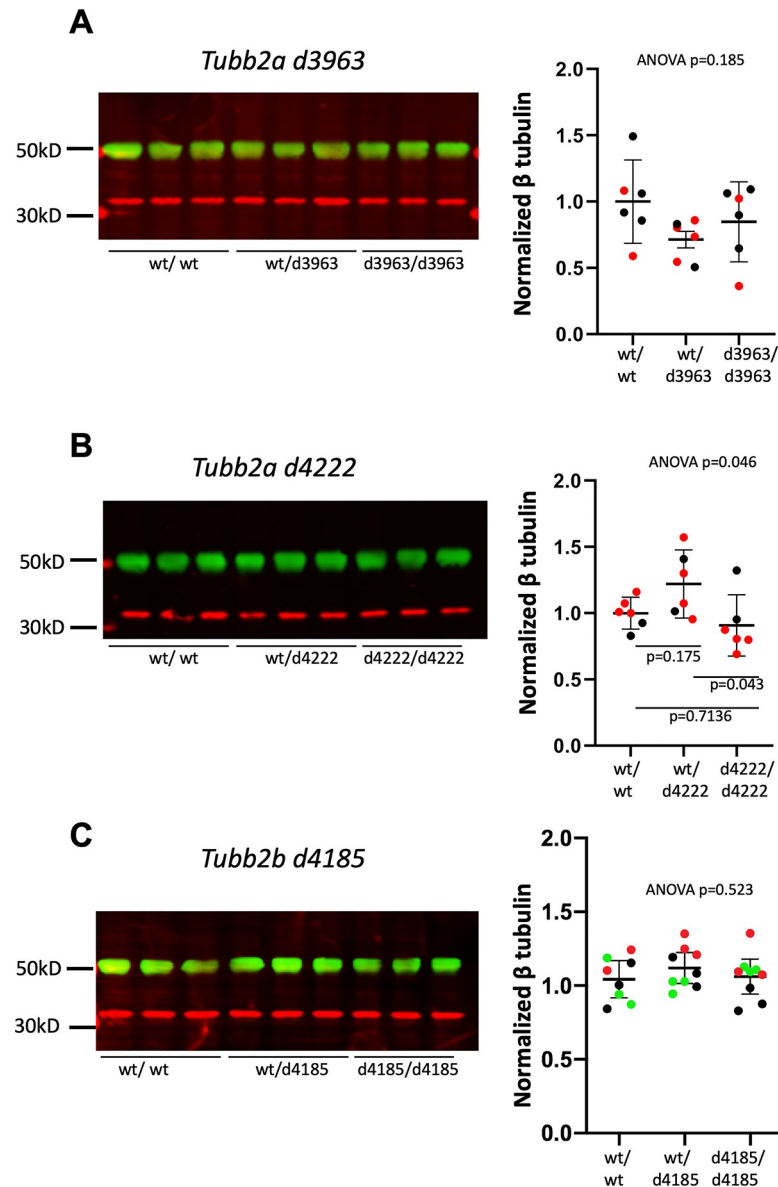 A
Tubb2a d3963
50kD
30kD
wt/ wt
wt/d3963
d3963/d3963
ANOVA p=0.185
Normalized β tubulin
2.0
1.5
1.0
0.5
0.0
wt/
wt
wt/
d3963
d3963/
d3963
B
Tubb2a d4222
50kD
30kD
wt/ wt
wt/d4222
d4222/d4222
ANOVA p=0.046
Normalized β tubulin
2.0
1.5
1.0
0.5
0.0
p=0.175
p=0.043
p=0.7136
wt/
wt
wt/
d4222
d4222/
d4222
C
Tubb2b d4185
50kD
30kD
wt/ wt
wt/d4185
d4185/d4185
ANOVA p=0.523
Normalized β tubulin
2.0
1.5
1.0
0.5
0.0
wt/
wt
wt/
d4185
d4185/
d4185